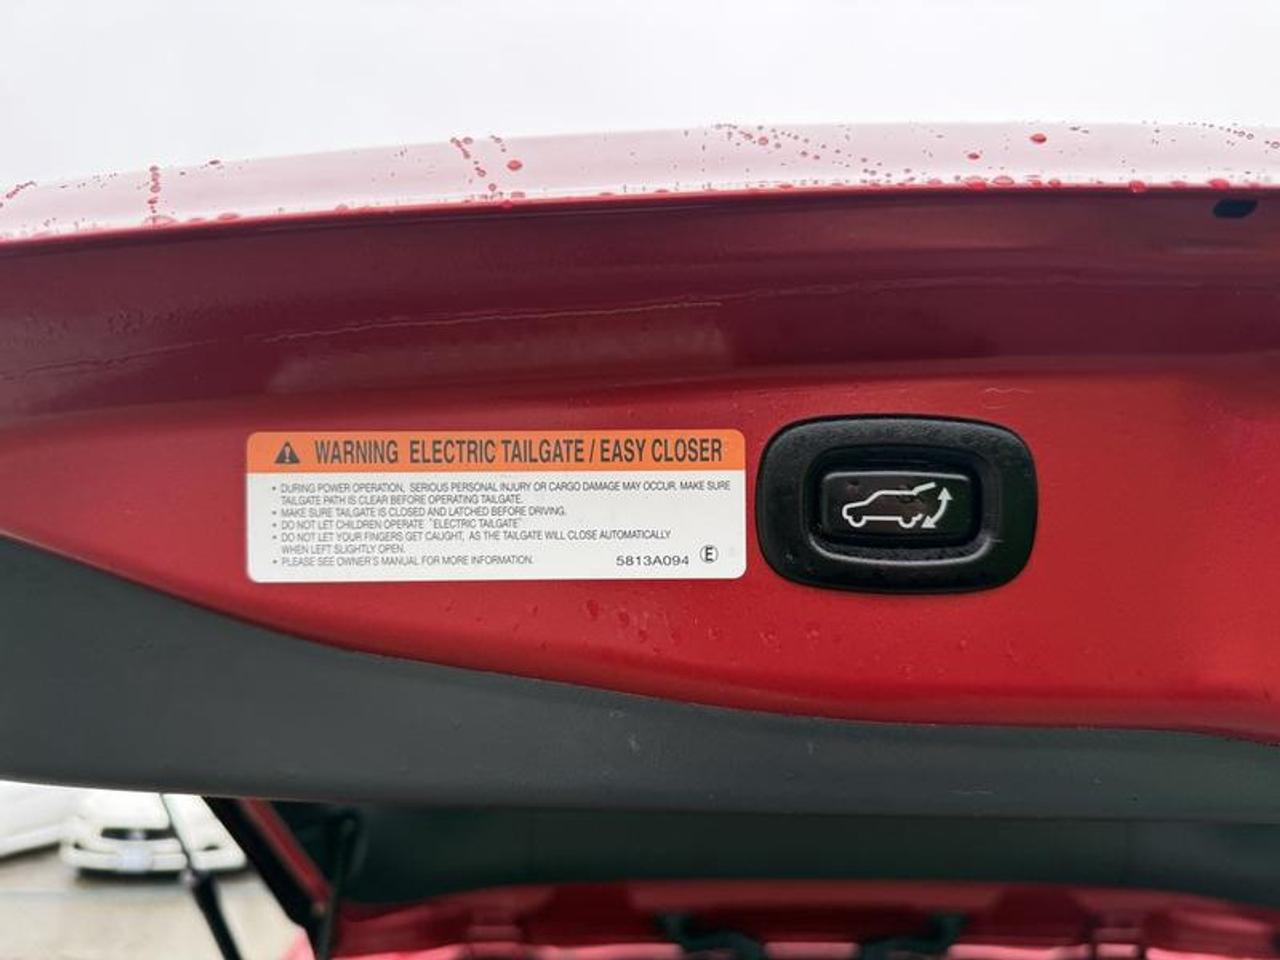 WARNING ELECTRIC TAILGATE / EASY CLOSER
• DURING POWER OPERATION, SERIOUS PERSONAL INJURY OR CARGO DAMAGE MAY OCCUR. MAKE SURE
TAILGATE PATH IS CLEAR BEFORE OPERATING TAILGATE.
• MAKE SURE TAILGATE IS CLOSED AND LATCHED BEFORE DRIVING.
• DO NOT LET CHILDREN OPERATE "ELECTRIC TAILGATE"
• DO NOT LET YOUR FINGERS GET CAUGHT, AS THE TAILGATE WILL CLOSE AUTOMATICALLY
WHEN LEFT SLIGHTLY OPEN.
• PLEASE SEE OWNER'S MANUAL FOR MORE INFORMATION.
5813A094 Ⓔ